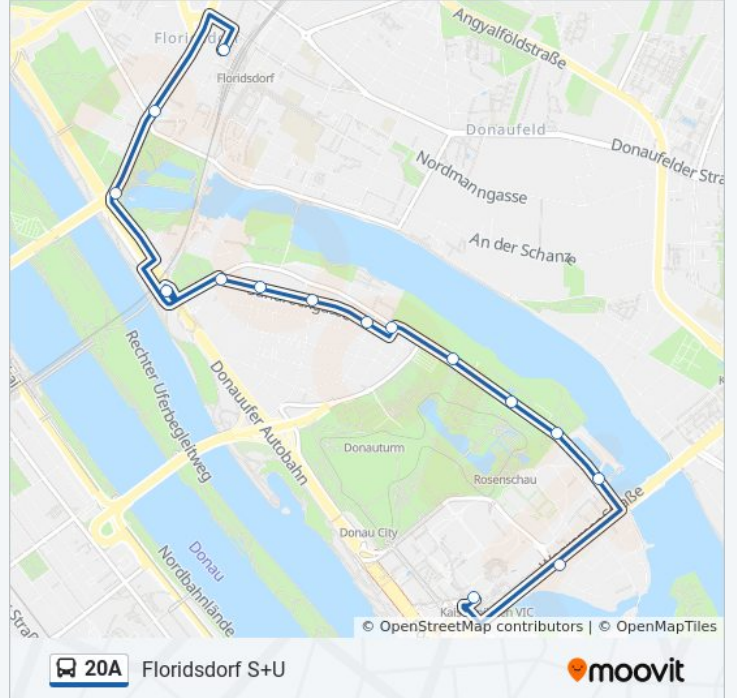 Floridsdorf
Angyalföldstraße
Floridsdorf
Donaufeld
Donaufelder Stra
Nordmanngasse
An der Schanze
Rechter Uferbegleitweg
Donauufer Autobahn
Donauturm
Rosenschau
Donau City
Donau
Nordbahnlände
© OpenStreetMap contributors | © OpenMapTiles
20A Floridsdorf S+U
moovit